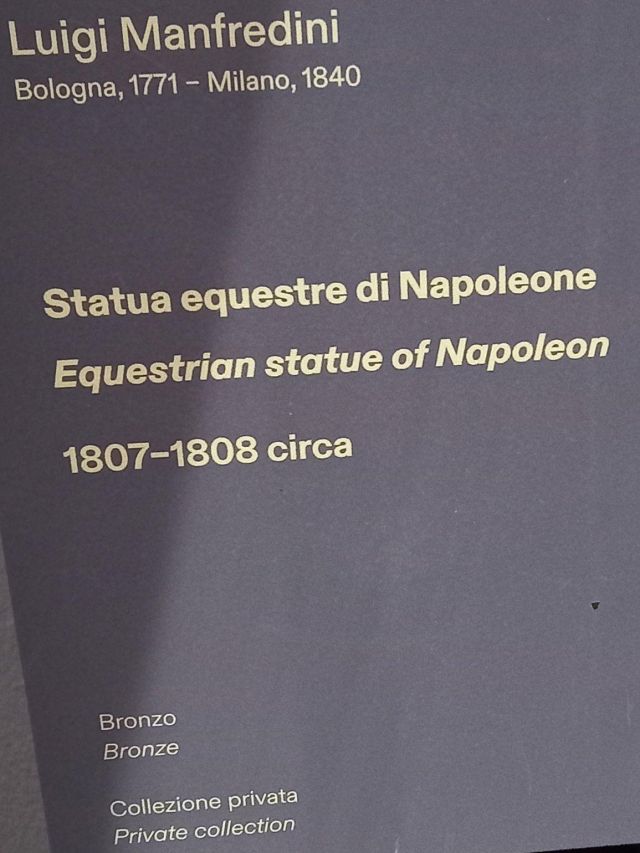 Luigi Manfredini
Bologna, 1771 – Milano, 1840
Statua equestre di Napoleone
Equestrian statue of Napoleon
1807–1808 circa
Bronzo
Bronze
Collezione privata
Private collection